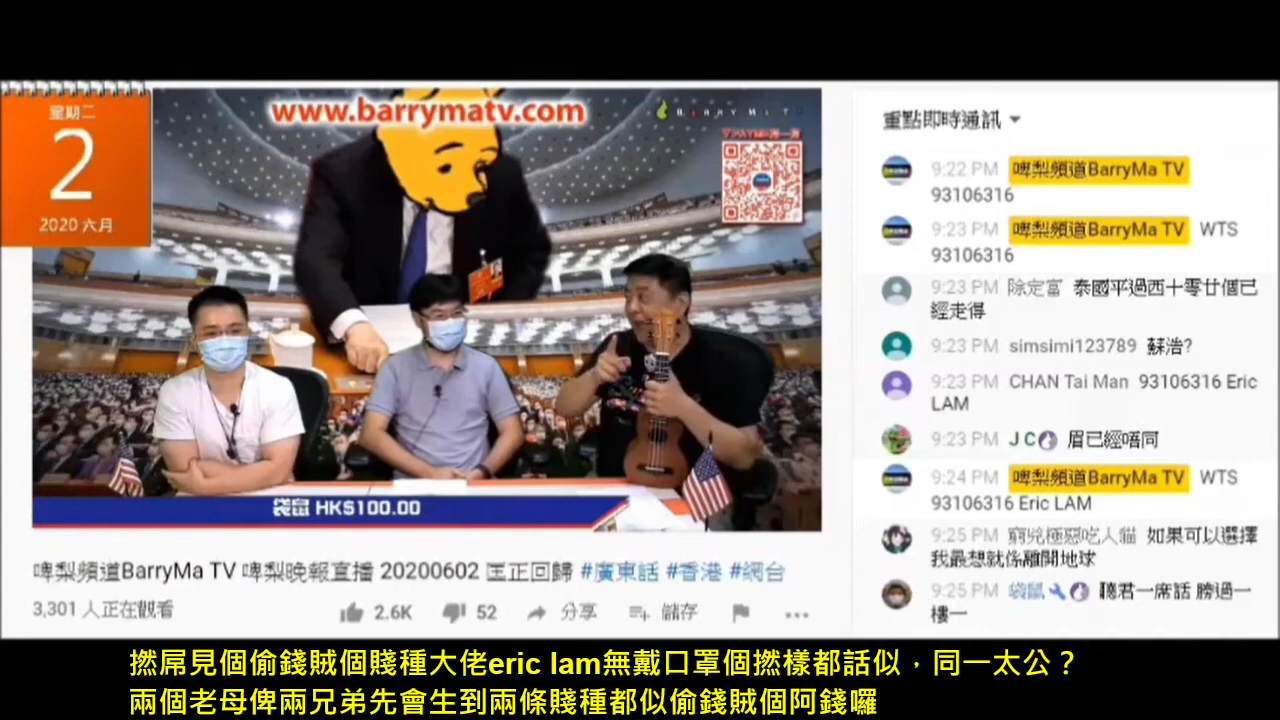 星期二
2
2020 六月
www.barrymatv.com
BARRY MA TV
袋鼠 HK$100.00
啤梨頻道BarryMa TV 啤梨晚報直播 20200602 匡正回歸 #廣東話 #香港 #網台
3,301 人正在觀看
2.6K
52
分享
儲存
重點即時通訊
9:22 PM 啤梨頻道BarryMa TV
93106316
9:23 PM 啤梨頻道BarryMa TV WTS
93106316
9:23 PM 除定富 泰國平過西十零廿個已
經走得
9:23 PM simsimi123789 蘇浩?
9:23 PM CHAN Tai Man 93106316 Eric
LAM
9:23 PM J C 眉已經唔同
9:24 PM 啤梨頻道BarryMa TV WTS
93106316 Eric LAM
9:25 PM 窮兇極惡吃人貓 如果可以選擇
我最想就係離開地球
9:25 PM 袋鼠 聽君一席話 勝過一
樓一
撚屌見個偷錢賊個賤種大佬eric lam無戴口罩個撚樣都話似，同一太公？
兩個老母俾兩兄弟先會生到兩條賤種都似偷錢賊個阿錢囉